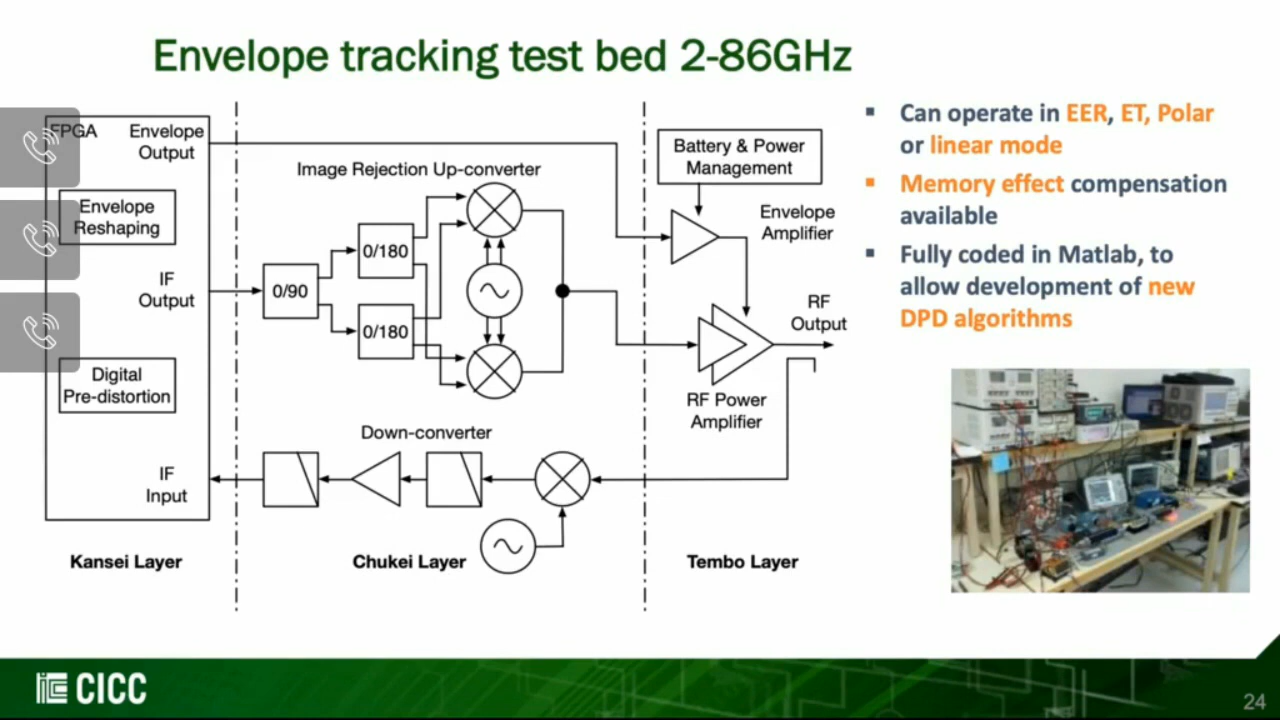 Envelope tracking test bed 2-86GHz
FPGA
Envelope
Output
Envelope
Reshaping
IF
Output
Digital
Pre-distortion
IF
Input
Kansei Layer
Image Rejection Up-converter
0/90
0/180
0/180
Down-converter
Chukei Layer
Battery & Power
Management
Envelope
Amplifier
RF
Output
RF Power
Amplifier
Tembo Layer
▪ Can operate in EER, ET, Polar
or linear mode
▪ Memory effect compensation
available
▪ Fully coded in Matlab, to
allow development of new
DPD algorithms
CICC
24